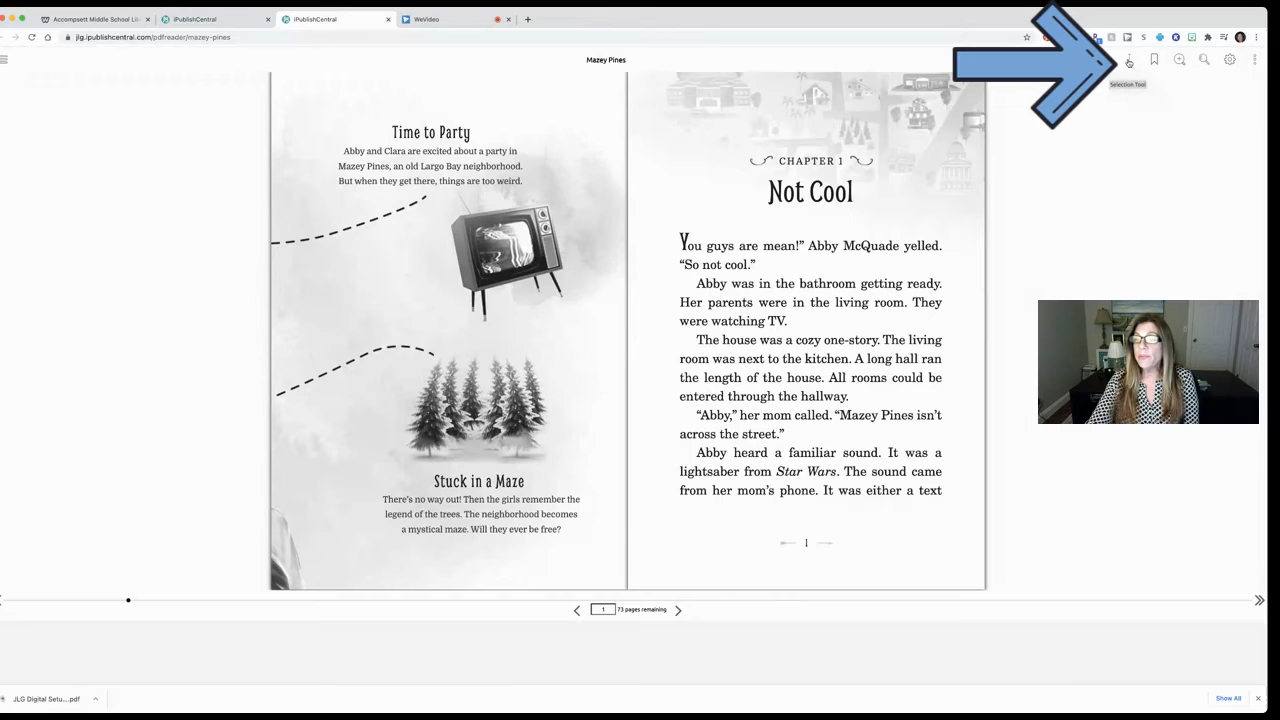 Accompsett Middle School Li
iPublishCentral
iPublishCentral
WeVideo
jlg.ipublishcentral.com/pdfreader/mazey-pines
Mazey Pines
Selection Tool
Time to Party
Abby and Clara are excited about a party in
Mazey Pines, an old Largo Bay neighborhood.
But when they get there, things are too weird.
Stuck in a Maze
There's no way out! Then the girls remember the
legend of the trees. The neighborhood becomes
a mystical maze. Will they ever be free?
CHAPTER 1
Not Cool
You guys are mean!” Abby McQuade yelled.
“So not cool.”
Abby was in the bathroom getting ready.
Her parents were in the living room. They
were watching TV.
The house was a cozy one-story. The living
room was next to the kitchen. A long hall ran
the length of the house. All rooms could be
entered through the hallway.
“Abby,” her mom called. “Mazey Pines isn’t
across the street.”
Abby heard a familiar sound. It was a
lightsaber from Star Wars. The sound came
from her mom’s phone. It was either a text
1
1 73 pages remaining
JLG Digital Setu....pdf
Show All